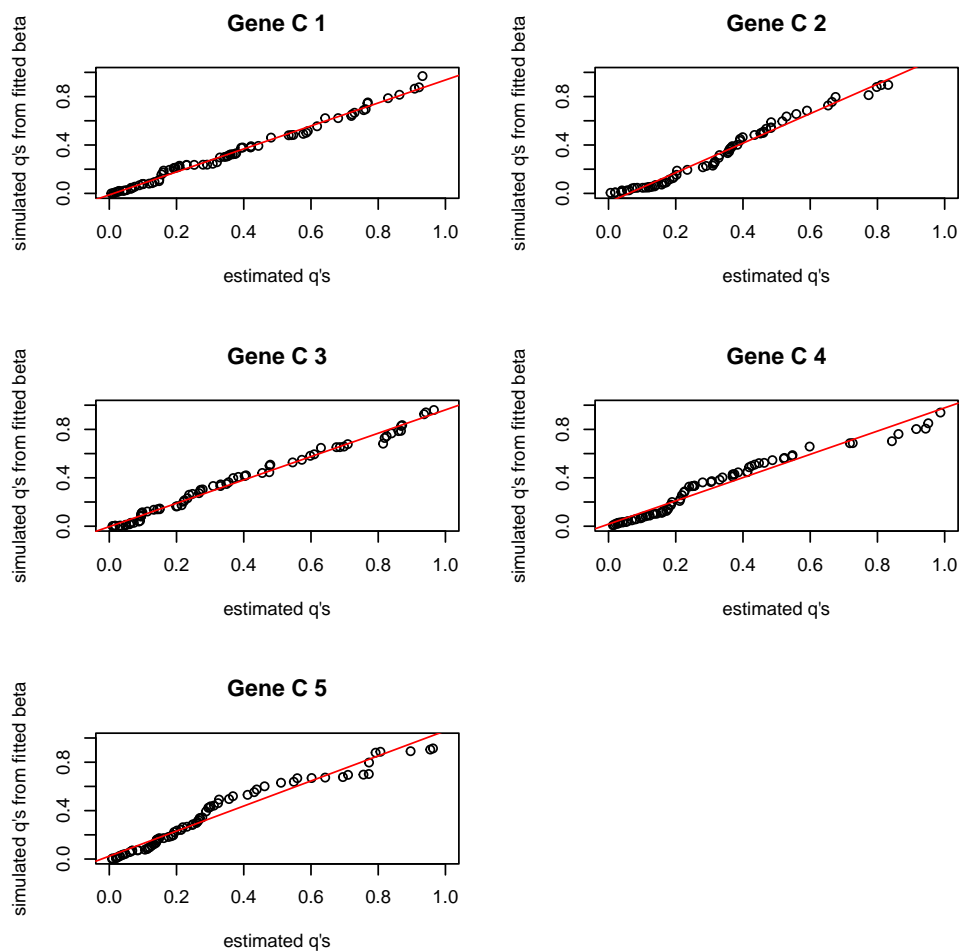 Gene C 1
simulated q's from fitted beta
0.0 0.4 0.8
0.0 0.2 0.4 0.6 0.8 1.0
estimated q's
Gene C 2
simulated q's from fitted beta
0.0 0.4 0.8
0.0 0.2 0.4 0.6 0.8 1.0
estimated q's
Gene C 3
simulated q's from fitted beta
0.0 0.4 0.8
0.0 0.2 0.4 0.6 0.8 1.0
estimated q's
Gene C 4
simulated q's from fitted beta
0.0 0.4 0.8
0.0 0.2 0.4 0.6 0.8 1.0
estimated q's
Gene C 5
simulated q's from fitted beta
0.0 0.4 0.8
0.0 0.2 0.4 0.6 0.8 1.0
estimated q's